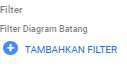 Filter
Filter Diagram Batang
TAMBAHKAN FILTER